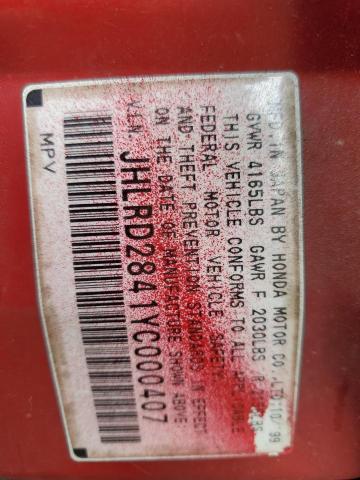 MFD IN JAPAN BY HONDA MOTOR CO.,LTD. 10/99
GVWR 4165LBS GAWR F 2030LBS R LBS
THIS VEHICLE CONFORMS TO ALL APPLICABLE
FEDERAL MOTOR VEHICLE SAFETY
AND THEFT PREVENTION STANDARDS IN EFFECT
ON THE DATE OF MANUFACTURE SHOWN ABOVE
V.I.N. JHLRD2841YC000407
MPV